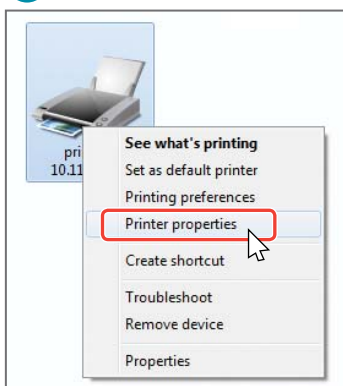 pri
10.11
See what's printing
Set as default printer
Printing preferences
Printer properties
Create shortcut
Troubleshoot
Remove device
Properties